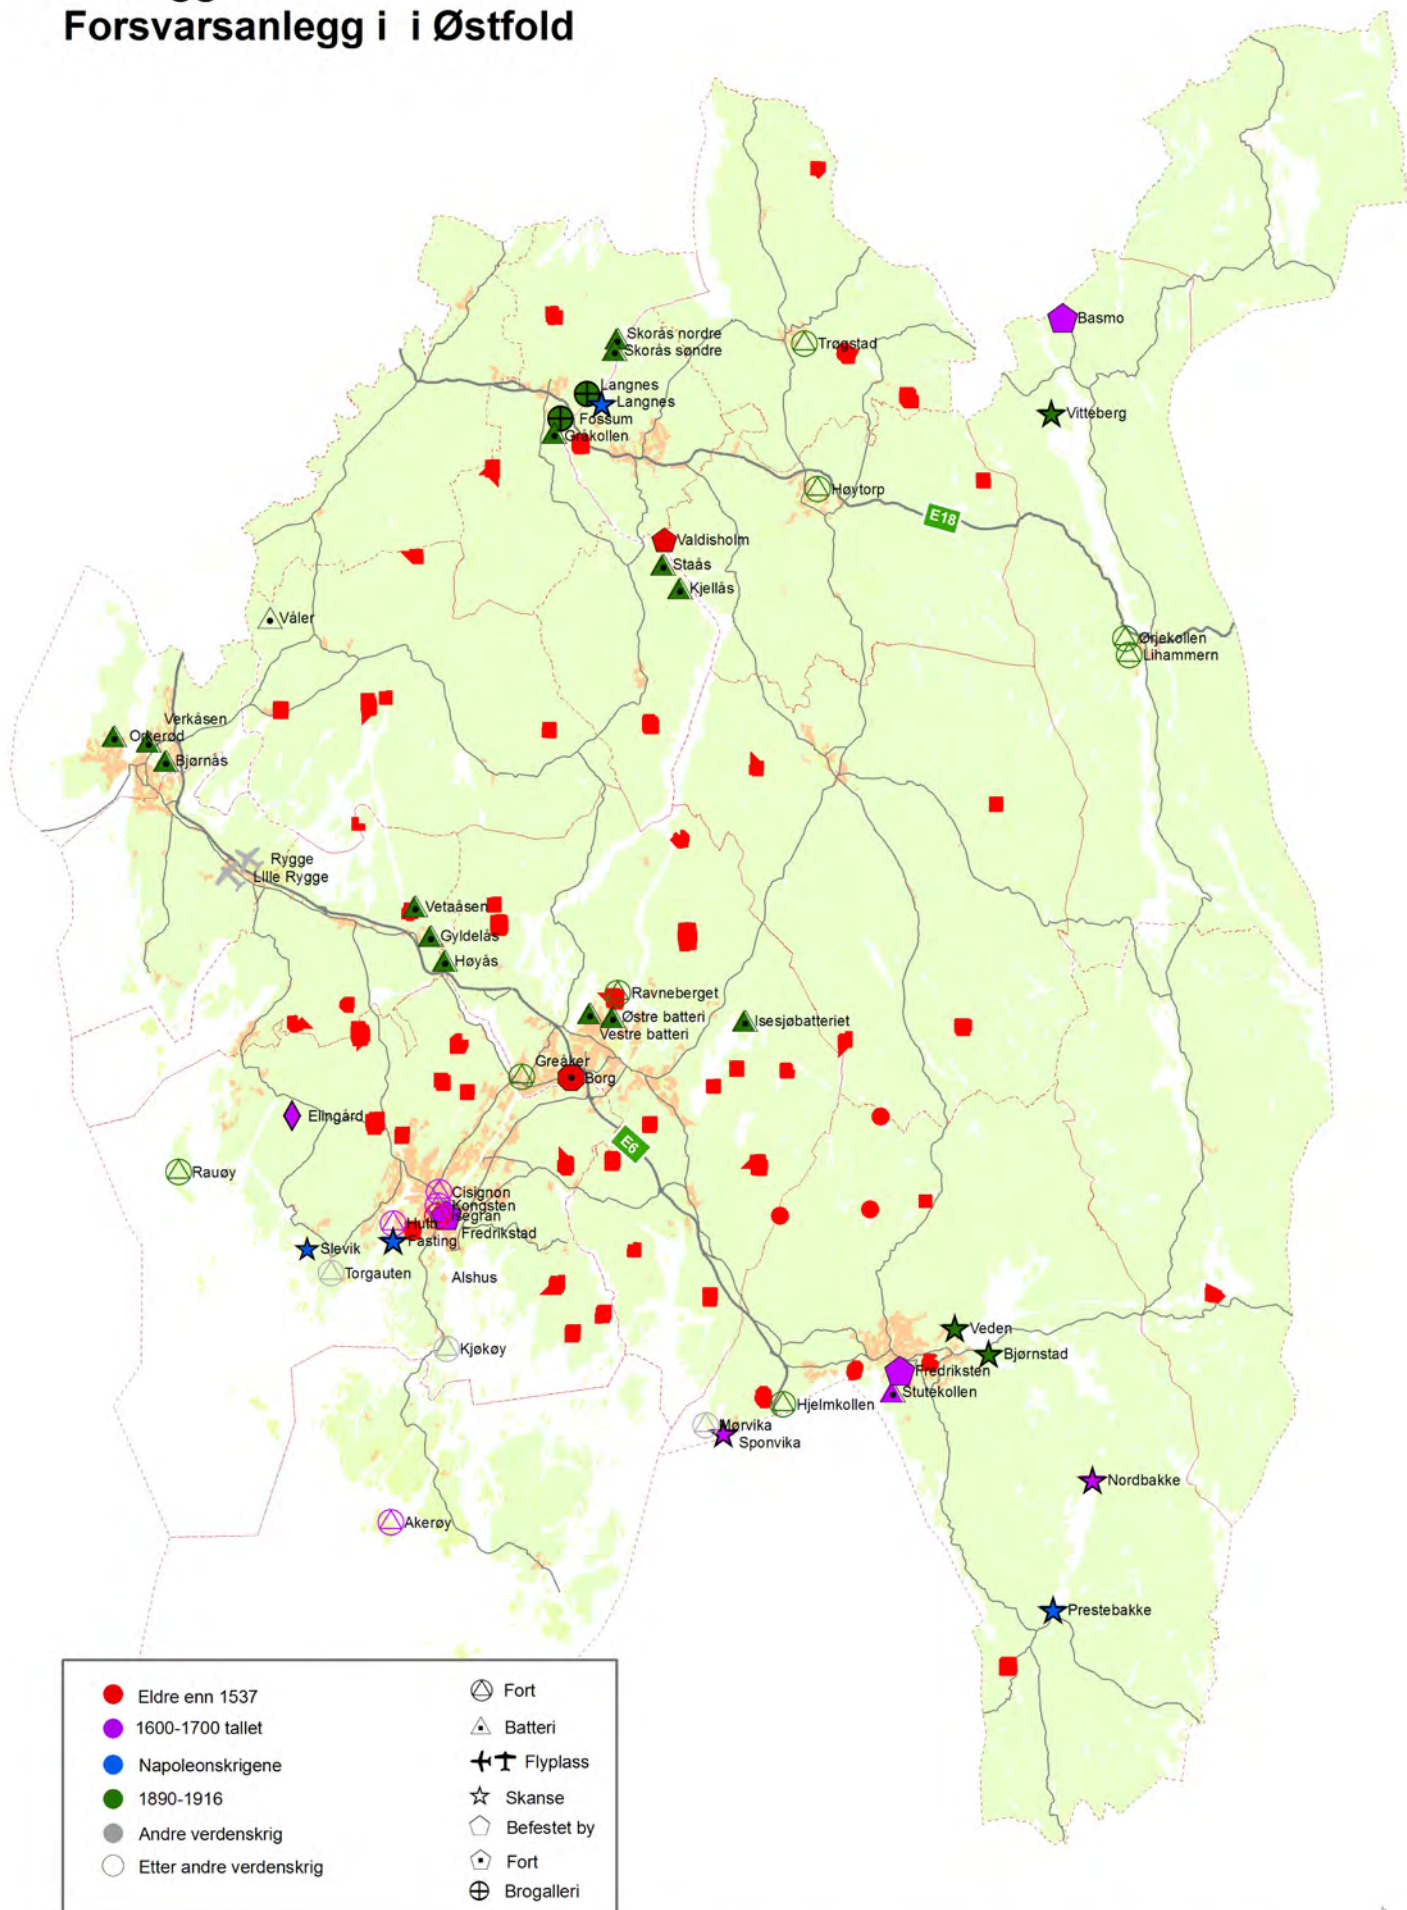 Forsvarsanlegg i i Østfold
Basmo
Skorås nordre
Trøgstad
Skorås søndre
Langnes
Langnes
Vitteberg
Fossum
Gråkollen
Høytorp
E18
Valdisholm
Staås
Kjellås
Våler
Ørjekollen
Lihammern
Verkåsen
Orkerød
Bjørnås
Rygge
Lille Rygge
Vetaåsen
Gyldelås
Høyås
Ravneberget
Østre batteri
Isesjøbatteriet
Vestre batteri
Greåker
Borg
Elingård
E6
Rauøy
Cisignon
Kongsten
Isegran
Huth
Fredrikstad
Fasting
Slevik
Torgauten
Alshus
Veden
Kjøkøy
Bjørnstad
Fredriksten
Stutekollen
Hjelmkollen
Mørvika
Sponvika
Nordbakke
Akerøy
Prestebakke
Eldre enn 1537
1600-1700 tallet
Napoleonskrigene
1890-1916
Andre verdenskrig
Etter andre verdenskrig
Fort
Batteri
Flyplass
Skanse
Befestet by
Fort
Brogalleri